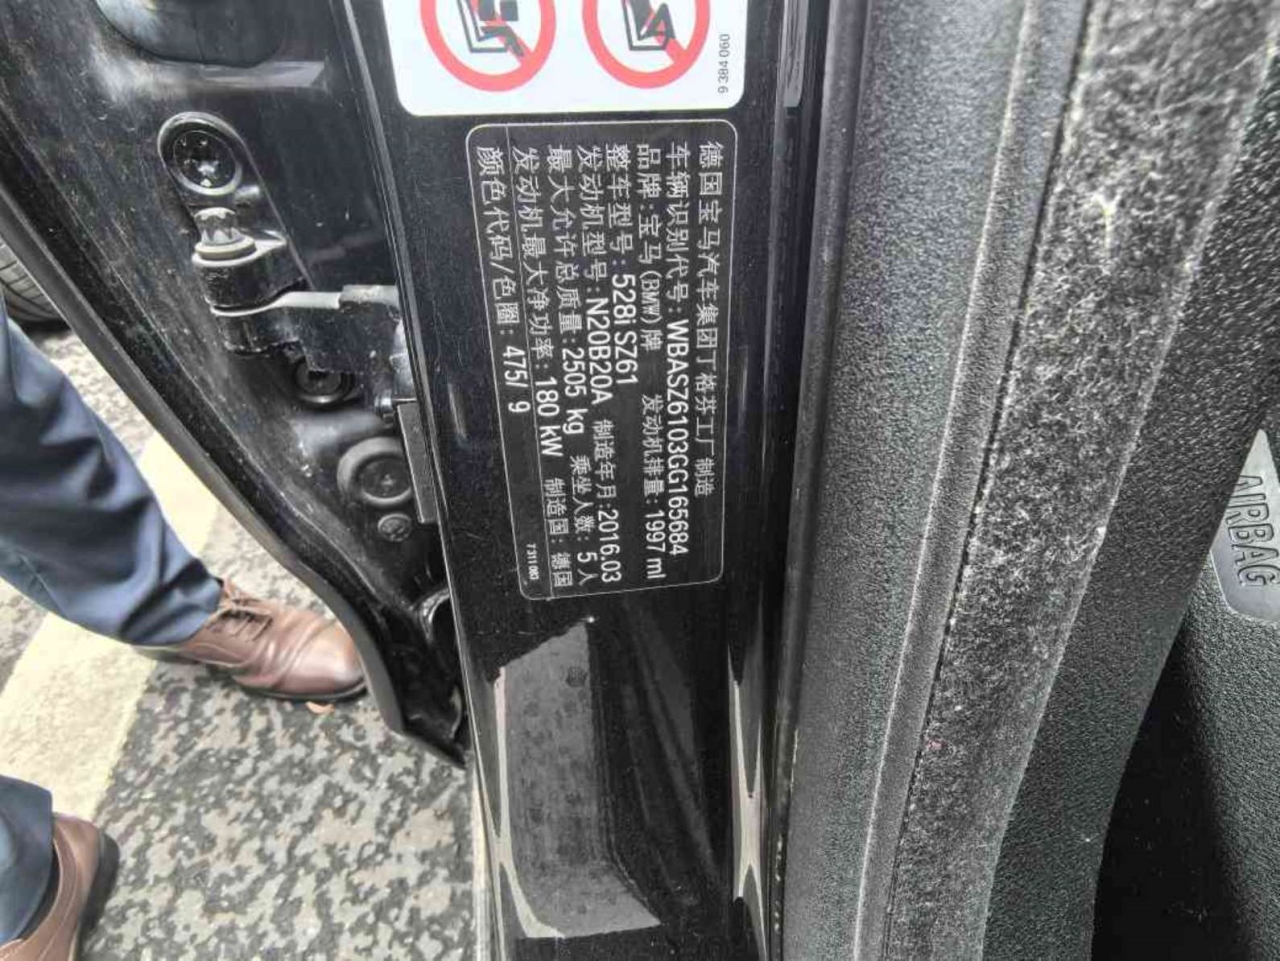 9 384 060
德国宝马汽车集团丁格芬工厂制造
车辆识别代号:WBASZ6103GG165684
品牌:宝马(BMW)牌 发动机排量:1997 ml
整车型号:528i SZ61
发动机型号:N20B20A 制造年月:2016.03
最大允许总质量:2505 kg 乘坐人数:5人
发动机最大净功率:180 kW 制造国:德国
颜色代码/色圈:475/ 9
AIRBAG